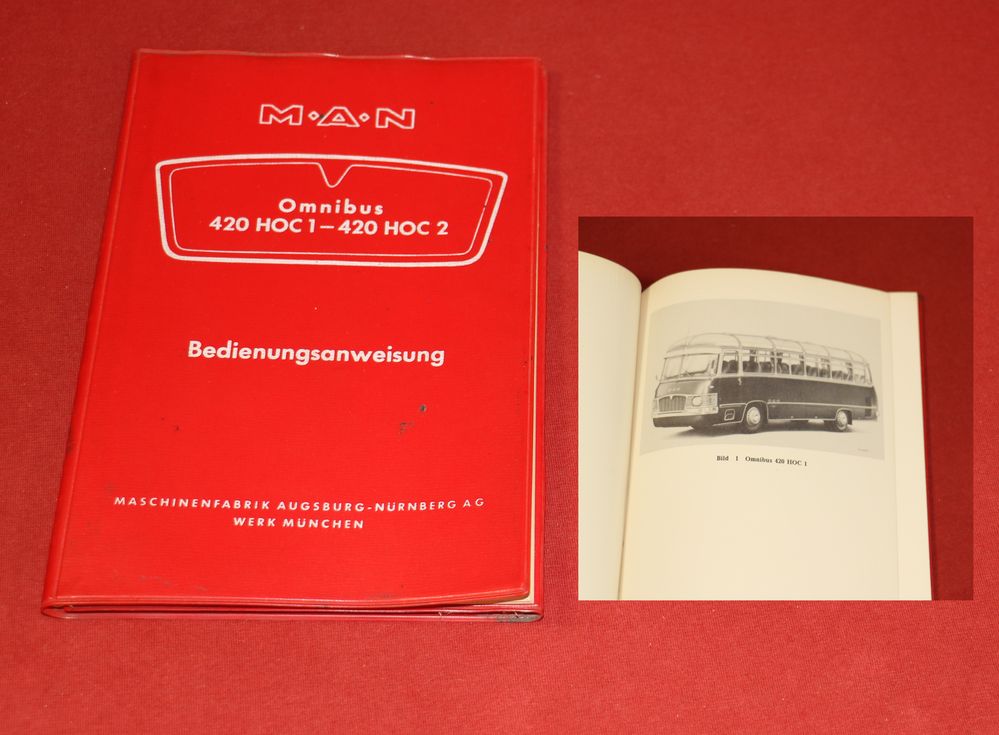 M·A·N
Omnibus
420 HOC 1 – 420 HOC 2
Bedienungsanweisung
MASCHINENFABRIK AUGSBURG-NÜRNBERG AG
WERK MÜNCHEN
Bild 1 Omnibus 420 HOC 1